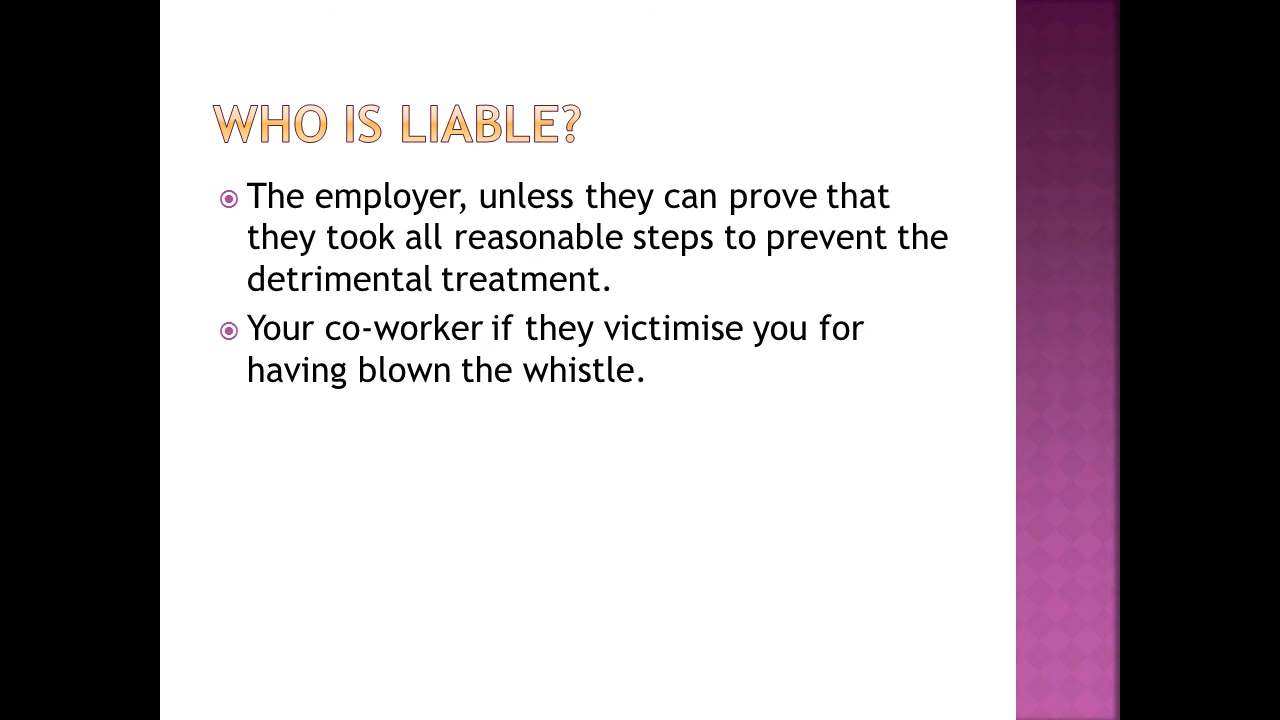 WHO IS LIABLE?
The employer, unless they can prove that
they took all reasonable steps to prevent the
detrimental treatment.
Your co-worker if they victimise you for
having blown the whistle.